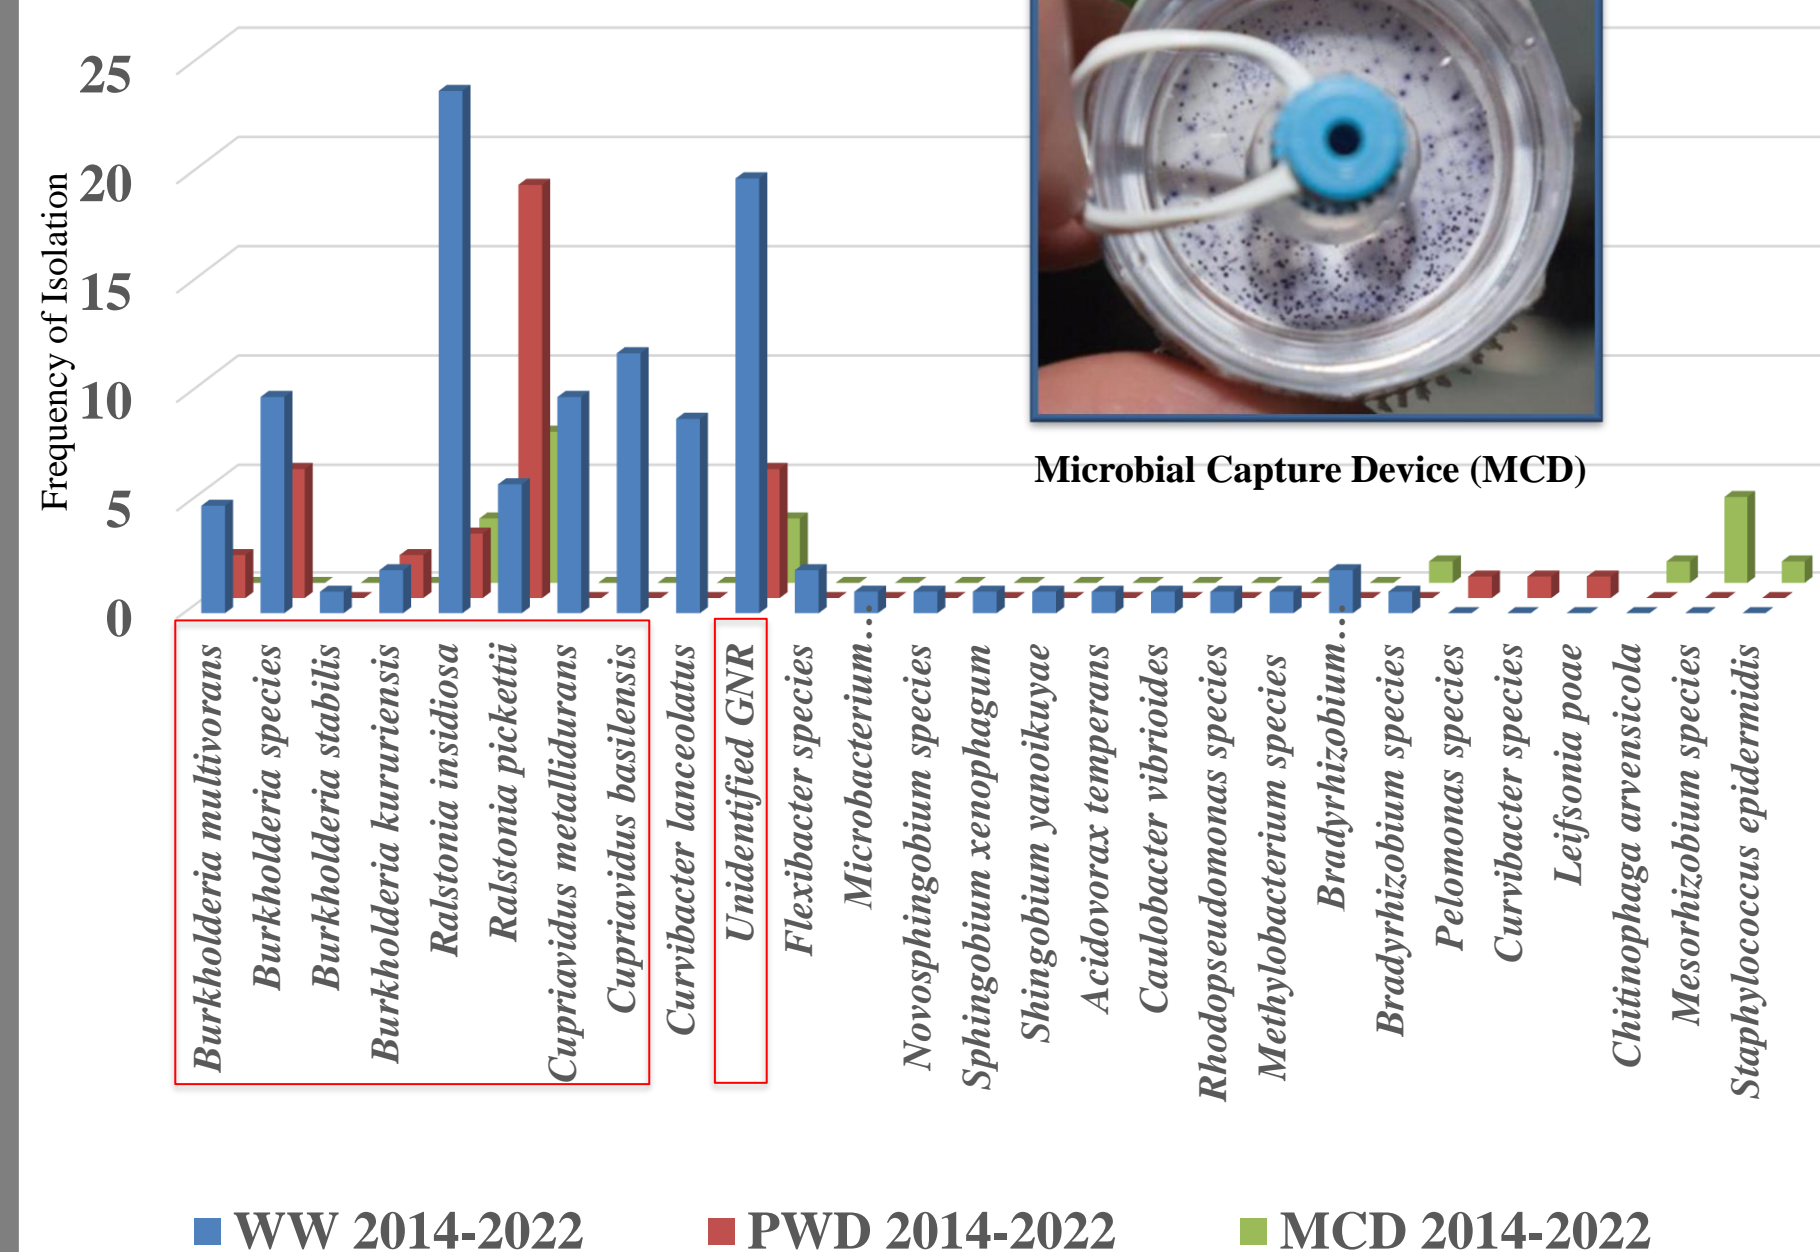 25
20
15
10
5
0
Frequency of Isolation
Microbial Capture Device (MCD)
Burkholderia multivorans
Burkholderia species
Burkholderia stabilis
Burkholderia kururiensis
Ralstonia insidiosa
Ralstonia pickettii
Cupriavidus metallidurans
Cupriavidus basilensis
Curvibacter lanceolatus
Unidentified GNR
Flexibacter species
Microbacterium…
Novosphingobium species
Sphingobium xenophagum
Shingobium yanoikuyae
Acidovorax temperans
Caulobacter vibrioides
Rhodopseudomonas species
Methylobacterium species
Bradyrhizobium…
Bradyrhizobium species
Pelomonas species
Curvibacter species
Leifsonia poae
Chitinophaga arvensicola
Mesorhizobium species
Staphylococcus epidermidis
WW 2014-2022
PWD 2014-2022
MCD 2014-2022